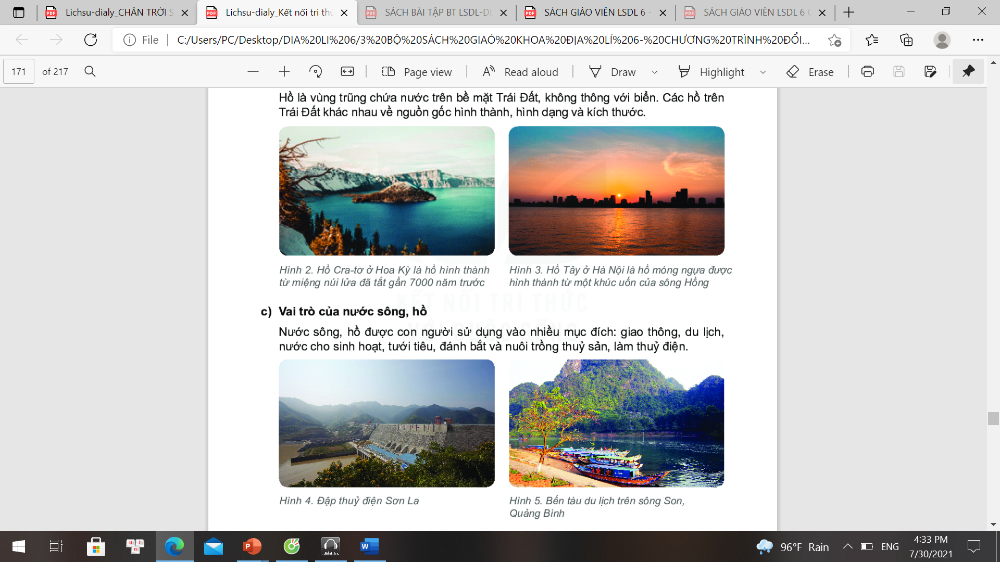 Lichsu-dialy_CHÂN TRỜI S
Lichsu-dialy_Kết nối tri thứ
SÁCH BÀI TẬP BT LSDL-DL
SÁCH GIÁO VIÊN LSDL 6 -
SÁCH GIÁO VIÊN LSDL 6 C
File
C:/Users/PC/Desktop/DIA%20LI%206/3%20BỘ%20SÁCH%20GIAÓ%20KHOA%20ĐỊA%20LÍ%206-%20CHƯƠNG%20TRÌNH%20ĐỔI...
171 of 217
Page view
Read aloud
Draw
Highlight
Erase
Hồ là vùng trũng chứa nước trên bề mặt Trái Đất, không thông với biển. Các hồ trên
Trái Đất khác nhau về nguồn gốc hình thành, hình dạng và kích thước.
Hình 2. Hồ Cra-tơ ở Hoa Kỳ là hồ hình thành
từ miệng núi lửa đã tắt gần 7000 năm trước
Hình 3. Hồ Tây ở Hà Nội là hồ móng ngựa được
hình thành từ một khúc uốn của sông Hồng
KẾT NỐI TRI THỨC
VỚI CUỘC SỐNG
c) Vai trò của nước sông, hồ
Nước sông, hồ được con người sử dụng vào nhiều mục đích: giao thông, du lịch,
nước cho sinh hoạt, tưới tiêu, đánh bắt và nuôi trồng thuỷ sản, làm thuỷ điện.
Hình 4. Đập thuỷ điện Sơn La
Hình 5. Bến tàu du lịch trên sông Son,
Quảng Bình
96°F Rain
ENG
4:33 PM
7/30/2021